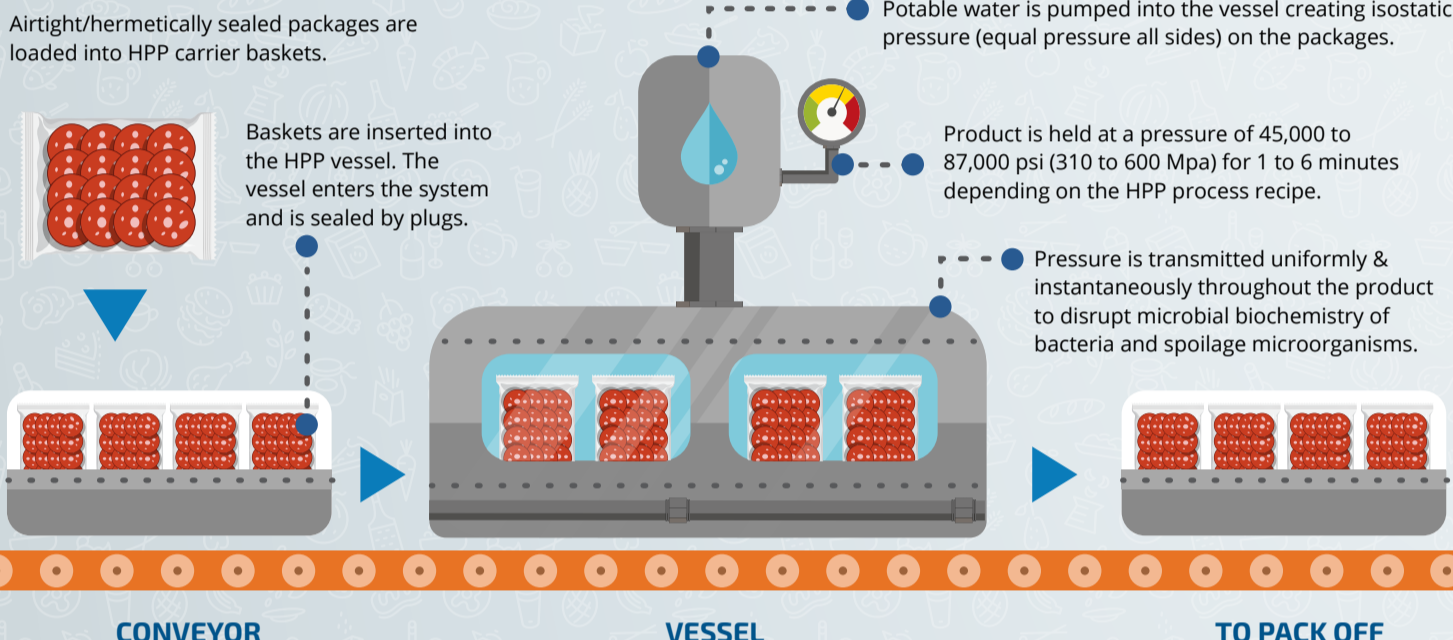 Airtight/hermetically sealed packages are
loaded into HPP carrier baskets.
Baskets are inserted into
the HPP vessel. The
vessel enters the system
and is sealed by plugs.
Potable water is pumped into the vessel creating isostatic
pressure (equal pressure all sides) on the packages.
Product is held at a pressure of 45,000 to
87,000 psi (310 to 600 Mpa) for 1 to 6 minutes
depending on the HPP process recipe.
Pressure is transmitted uniformly &
instantaneously throughout the product
to disrupt microbial biochemistry of
bacteria and spoilage microorganisms.
CONVEYOR
VESSEL
TO PACK OFF